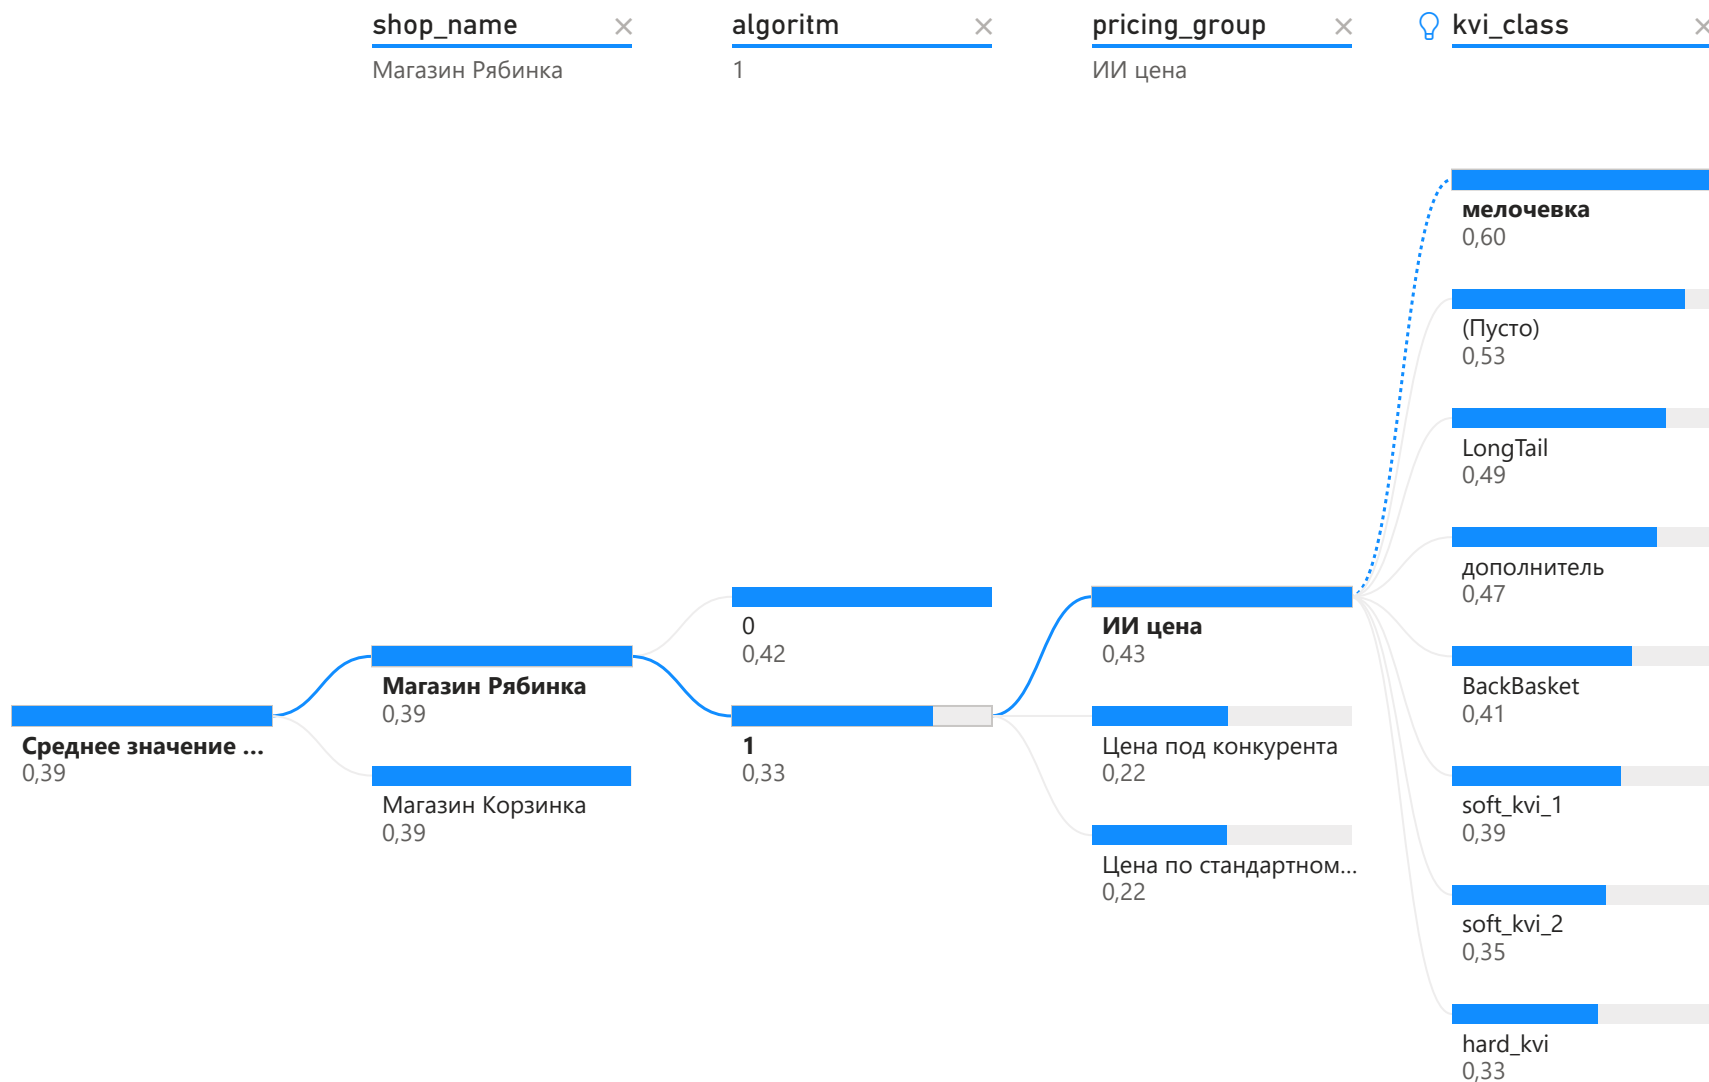 shop_name
Магазин Рябинка
algoritm
1
pricing_group
ИИ цена
kvi_class
Среднее значение ...
0,39
Магазин Рябинка
0,39
Магазин Корзинка
0,39
0
0,42
1
0,33
ИИ цена
0,43
Цена под конкурента
0,22
Цена по стандартном...
0,22
мелочевка
0,60
(Пусто)
0,53
LongTail
0,49
дополнитель
0,47
BackBasket
0,41
soft_kvi_1
0,39
soft_kvi_2
0,35
hard_kvi
0,33